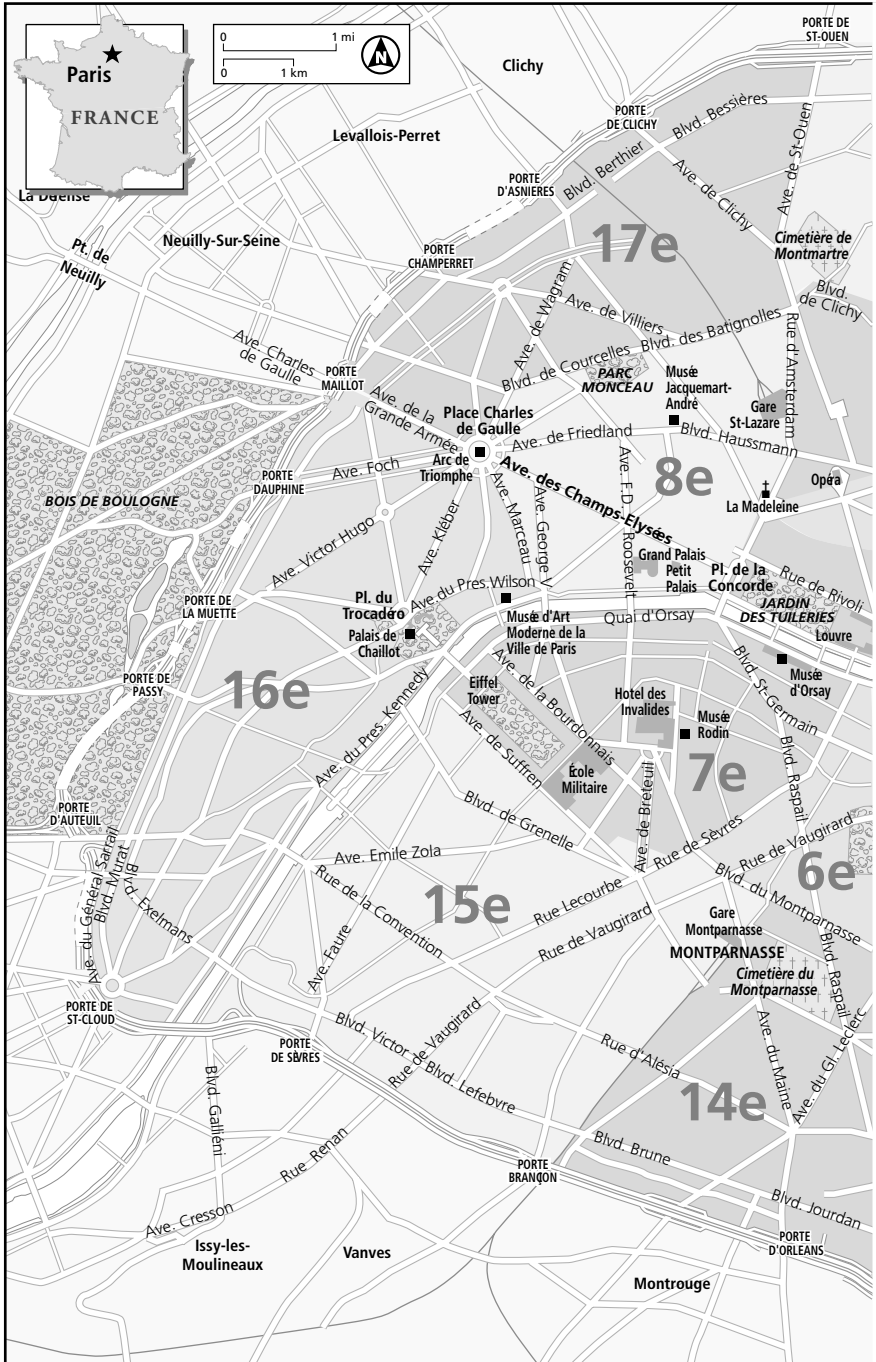 Paris
FRANCE
0 1 mi
0 1 km
N
PORTE DE
ST-OUEN
Clichy
PORTE
DE CLICHY
Blvd. Bessières
Levallois-Perret
Ave. de St-Ouen
PORTE
D'ASNIERES
Blvd. Berthier
Ave. de Clichy
La Défense
Pt. de
Neuilly
Neuilly-Sur-Seine
PORTE
CHAMPERRET
17e
Cimetière de
Montmartre
Blvd.
de Clichy
Ave. de Wagram
Ave. de Villiers
Blvd. des Batignolles
Blvd. de Courcelles
Rue d'Amsterdam
Ave. Charles
de Gaulle
PORTE
MAILLOT
PARC
MONCEAU
Musée
Jacquemart-
André
Gare
St-Lazare
Ave. de la
Grande Armée
Place Charles
de Gaulle
Ave. de Friedland
Blvd. Haussmann
Arc de
Triomphe
Ave. Foch
PORTE
DAUPHINE
Ave. des Champs-Elysées
8e
Opéra
La Madeleine
BOIS DE BOULOGNE
Ave. Victor Hugo
Ave. Kléber
Ave. Marceau
Ave. George V
Ave. F.D. Roosevelt
Grand Palais
Petit
Palais
Pl. de la
Concorde
Rue de Rivoli
JARDIN
DES TUILERIES
Louvre
PORTE DE
LA MUETTE
Pl. du
Trocadéro
Ave du Pres.Wilson
Palais de
Chaillot
Musée d'Art
Moderne de la
Ville de Paris
Quai d'Orsay
Musée
d'Orsay
PORTE DE
PASSY
16e
Eiffel
Tower
Ave. de la Bourdonnais
Hotel des
Invalides
Musée
Rodin
Blvd. St-Germain
Ave. du Pres. Kennedy
Ave. de Suffren
École
Militaire
7e
Blvd. Raspail
PORTE
D'AUTEUIL
Blvd. de Grenelle
Ave. de Breteuil
Rue de Sèvres
Rue de Vaugirard
6e
Ave. du Général Sarrail
Blvd. Murat
Blvd. Exelmans
Ave. Emile Zola
Rue de la Convention
15e
Rue Lecourbe
Rue de Vaugirard
Blvd. du Montparnasse
Gare
Montparnasse
MONTPARNASSE
Cimetière du
Montparnasse
Blvd. Raspail
Ave. Faure
PORTE DE
ST-CLOUD
PORTE
DE SÈVRES
Blvd. Victor
Rue de Vaugirard
Blvd. Lefebvre
Rue d'Alésia
Ave. du Maine
Ave. du Gl. Leclerc
14e
Blvd. Galliéni
Rue Renan
Blvd. Brune
PORTE
BRANÇON
Blvd. Jourdan
Ave. Cresson
Issy-les-
Moulineaux
Vanves
PORTE
D'ORLEANS
Montrouge